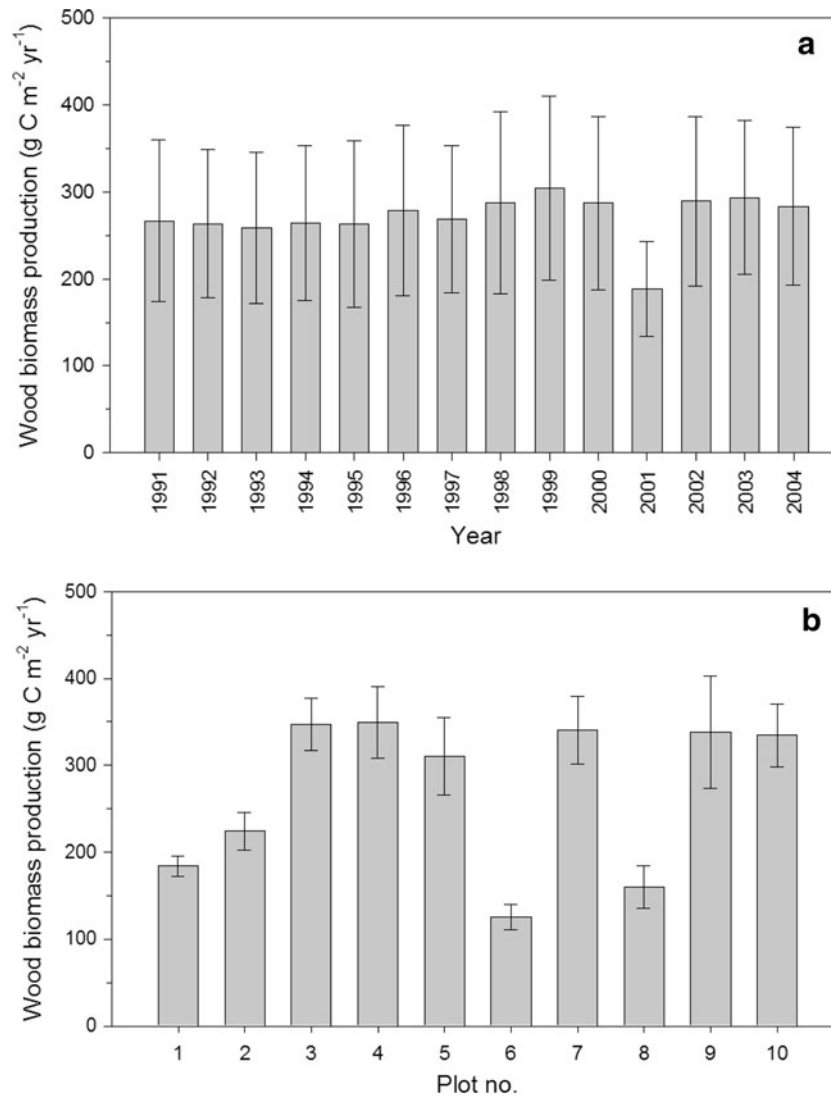 a
Wood biomass production (g C m⁻² yr⁻¹)
500
400
300
200
100
0
1991 1992 1993 1994 1995 1996 1997 1998 1999 2000 2001 2002 2003 2004
Year
b
Wood biomass production (g C m⁻² yr⁻¹)
500
400
300
200
100
0
1 2 3 4 5 6 7 8 9 10
Plot no.